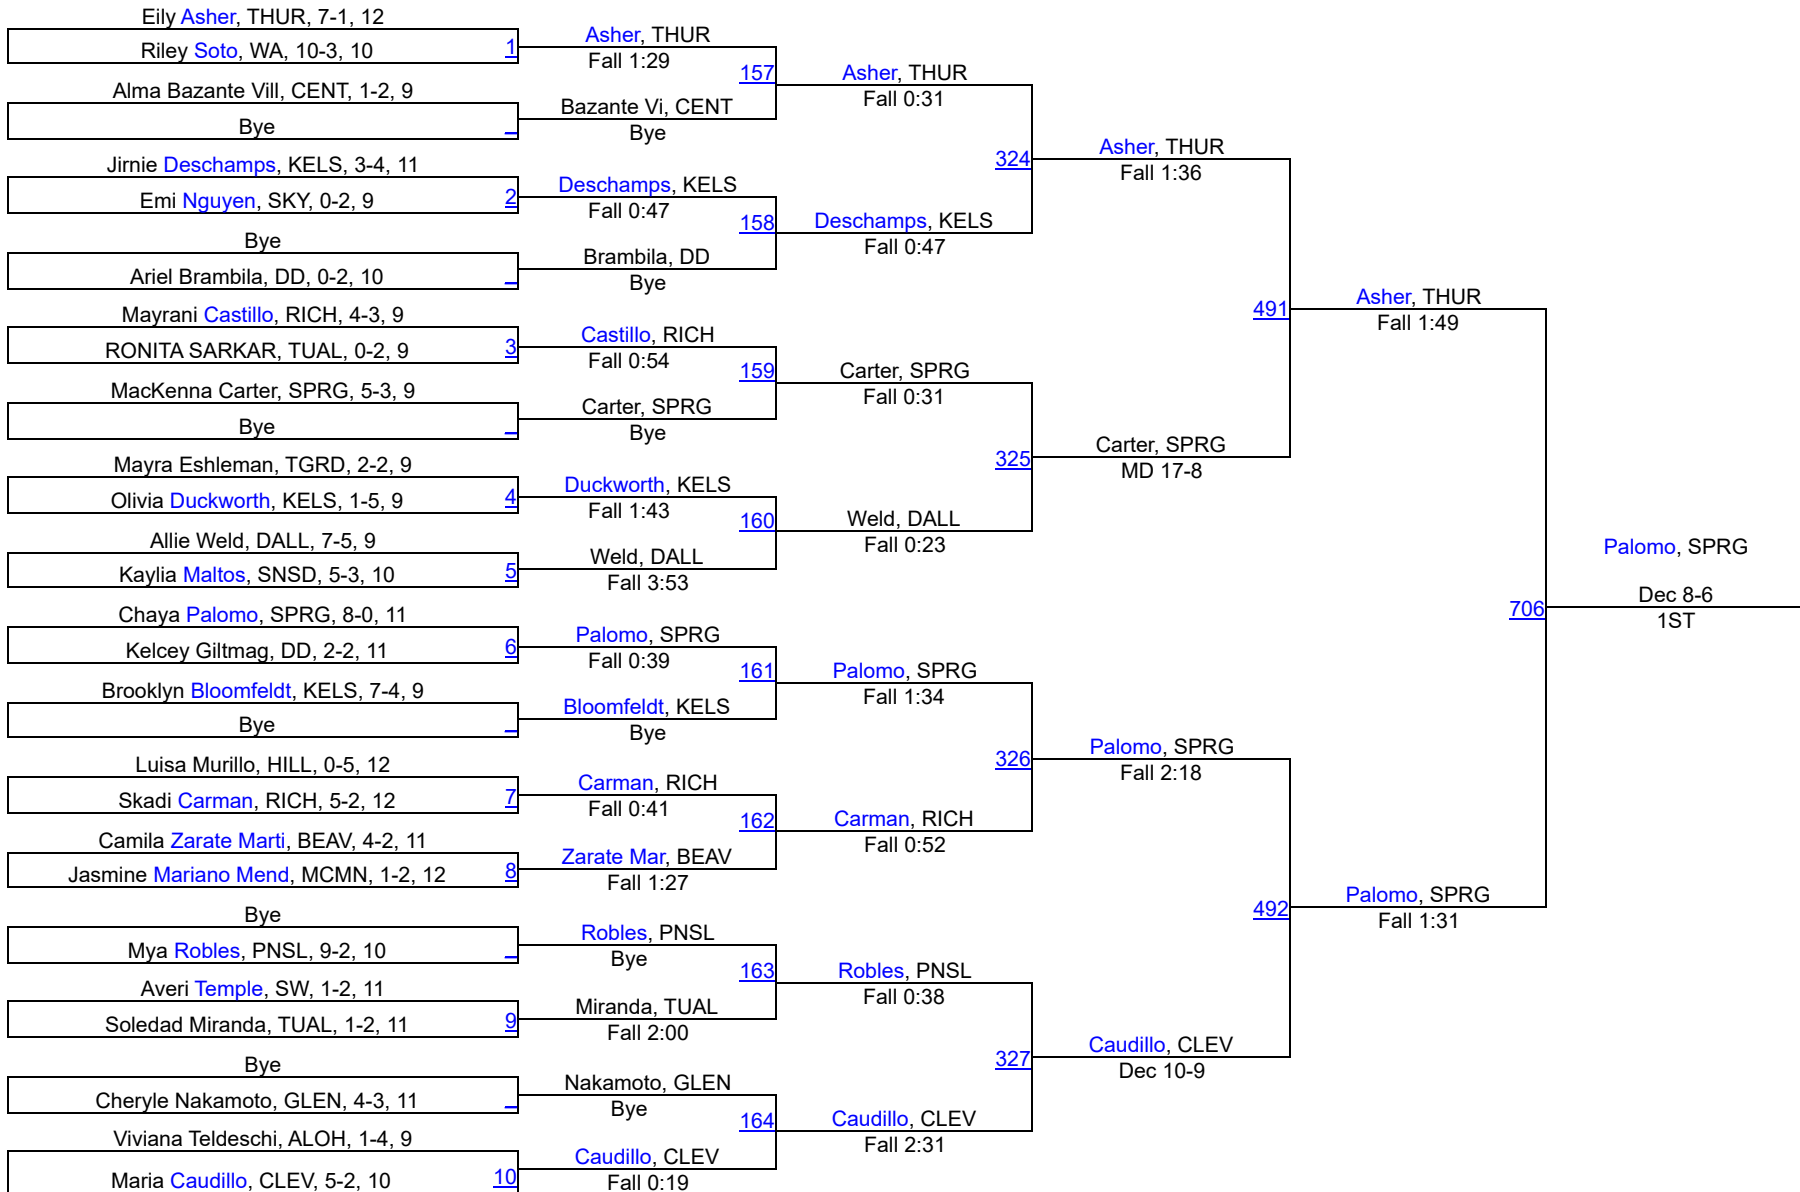 Eily Asher, THUR, 7-1, 12
Riley Soto, WA, 10-3, 10
1
Alma Bazante Vill, CENT, 1-2, 9
Bye
Jirnie Deschamps, KELS, 3-4, 11
Emi Nguyen, SKY, 0-2, 9
2
Bye
Ariel Brambila, DD, 0-2, 10
Mayrani Castillo, RICH, 4-3, 9
RONITA SARKAR, TUAL, 0-2, 9
3
MacKenna Carter, SPRG, 5-3, 9
Bye
Mayra Eshleman, TGRD, 2-2, 9
Olivia Duckworth, KELS, 1-5, 9
4
Allie Weld, DALL, 7-5, 9
Kaylia Maltos, SNSD, 5-3, 10
5
Chaya Palomo, SPRG, 8-0, 11
Kelcey Giltmag, DD, 2-2, 11
6
Brooklyn Bloomfeldt, KELS, 7-4, 9
Bye
Luisa Murillo, HILL, 0-5, 12
Skadi Carman, RICH, 5-2, 12
7
Camila Zarate Marti, BEAV, 4-2, 11
Jasmine Mariano Mend, MCMN, 1-2, 12
8
Bye
Mya Robles, PNSL, 9-2, 10
Averi Temple, SW, 1-2, 11
Soledad Miranda, TUAL, 1-2, 11
9
Bye
Cheryle Nakamoto, GLEN, 4-3, 11
Viviana Teldeschi, ALOH, 1-4, 9
Maria Caudillo, CLEV, 5-2, 10
10
Asher, THUR
Fall 1:29
157
Bazante Vi, CENT
Bye
Deschamps, KELS
Fall 0:47
158
Brambila, DD
Bye
Castillo, RICH
Fall 0:54
159
Carter, SPRG
Bye
Duckworth, KELS
Fall 1:43
160
Weld, DALL
Fall 3:53
Palomo, SPRG
Fall 0:39
161
Bloomfeldt, KELS
Bye
Carman, RICH
Fall 0:41
162
Zarate Mar, BEAV
Fall 1:27
Robles, PNSL
Bye
163
Miranda, TUAL
Fall 2:00
Nakamoto, GLEN
Bye
164
Caudillo, CLEV
Fall 0:19
Asher, THUR
Fall 0:31
324
Deschamps, KELS
Fall 0:47
Carter, SPRG
Fall 0:31
325
Weld, DALL
Fall 0:23
Palomo, SPRG
Fall 1:34
326
Carman, RICH
Fall 0:52
Robles, PNSL
Fall 0:38
327
Caudillo, CLEV
Fall 2:31
Asher, THUR
Fall 1:36
491
Carter, SPRG
MD 17-8
Palomo, SPRG
Fall 2:18
492
Caudillo, CLEV
Dec 10-9
Asher, THUR
Fall 1:49
706
Palomo, SPRG
Fall 1:31
Palomo, SPRG
Dec 8-6
1ST